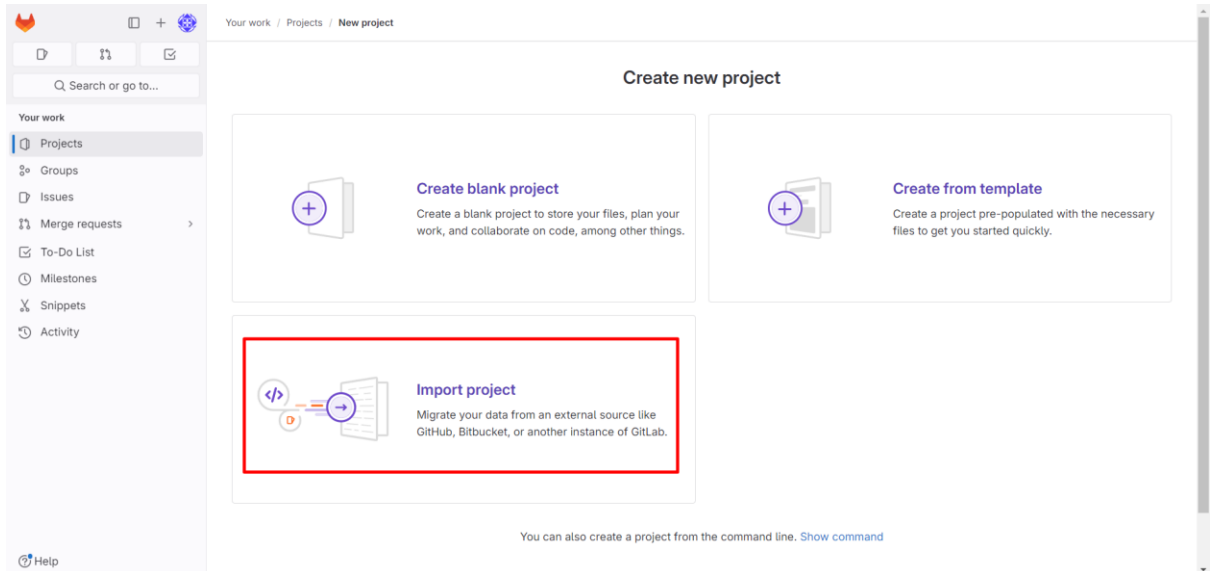 Your work / Projects / New project
Search or go to...
Your work
Projects
Groups
Issues
Merge requests
To-Do List
Milestones
Snippets
Activity
Help
Create new project
Create blank project
Create a blank project to store your files, plan your
work, and collaborate on code, among other things.
Create from template
Create a project pre-populated with the necessary
files to get you started quickly.
Import project
Migrate your data from an external source like
GitHub, Bitbucket, or another instance of GitLab.
You can also create a project from the command line. Show command